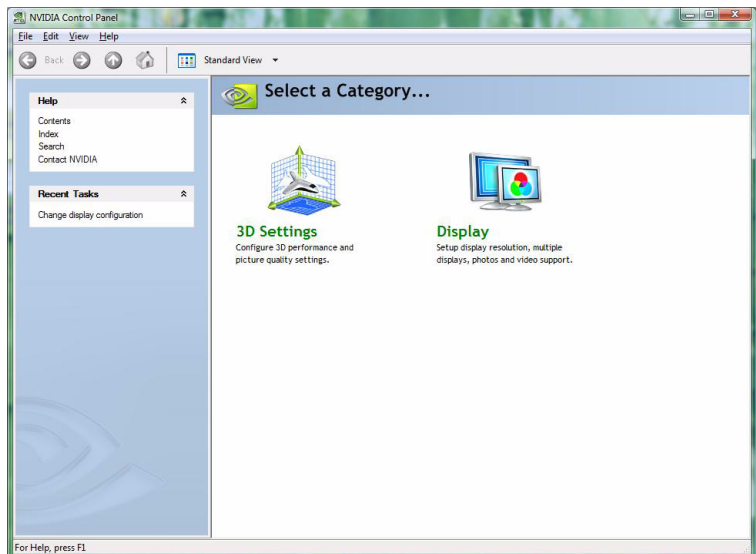 NVIDIA Control Panel
File Edit View Help
Back Standard View
Help
Contents
Index
Search
Contact NVIDIA
Recent Tasks
Change display configuration
Select a Category...
3D Settings
Configure 3D performance and
picture quality settings.
Display
Setup display resolution, multiple
displays, photos and video support.
For Help, press F1